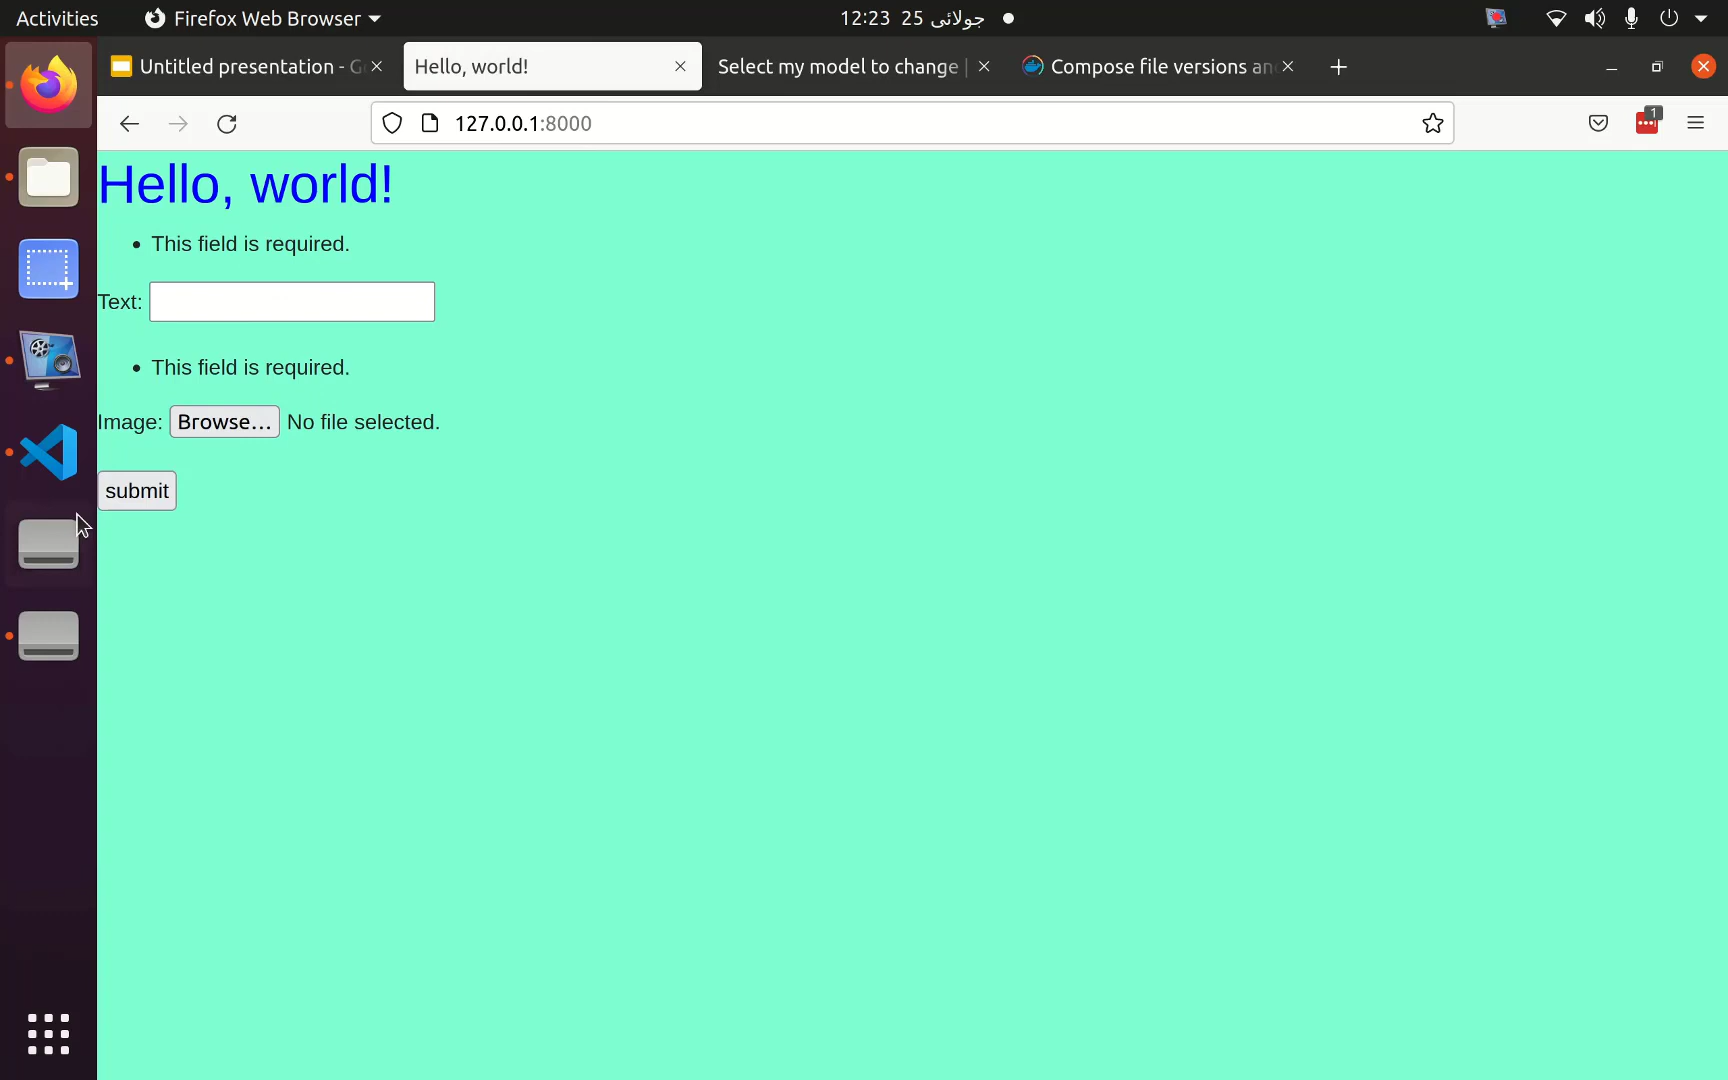 Activities
Firefox Web Browser
12:23 25 جولائی
Untitled presentation - G
Hello, world!
Select my model to change |
Compose file versions an
127.0.0.1:8000
1
Hello, world!
This field is required.
Text:
This field is required.
Image: Browse... No file selected.
submit